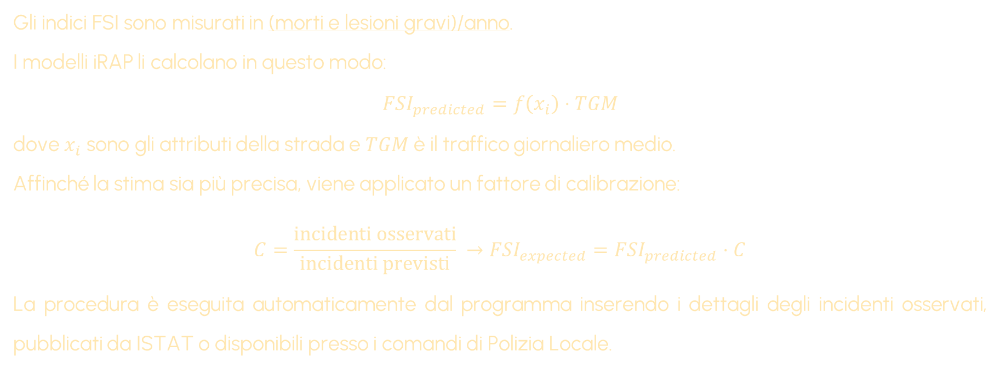 Gli indici FSI sono misurati in (morti e lesioni gravi)/anno.
I modelli iRAP li calcolano in questo modo:
$FSI_{predicted} = f(x_i) \cdot TGM$
dove $x_i$ sono gli attributi della strada e $TGM$ è il traffico giornaliero medio.
Affinché la stima sia più precisa, viene applicato un fattore di calibrazione:
$C = \frac{\text{incidenti osservati}}{\text{incidenti previsti}} \rightarrow FSI_{expected} = FSI_{predicted} \cdot C$
La procedura è eseguita automaticamente dal programma inserendo i dettagli degli incidenti osservati,
pubblicati da ISTAT o disponibili presso i comandi di Polizia Locale.